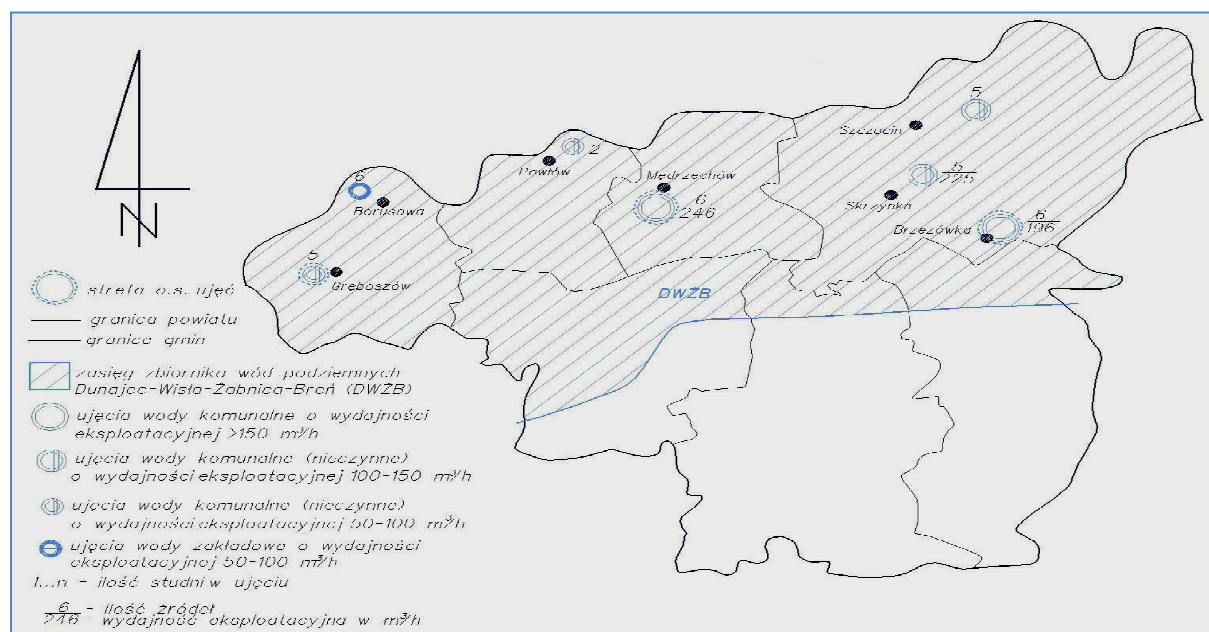 N
5
Szczucin
2
Powłów
Mędrzechów
5
225
6
Borusowa
6
246
Skrzynka
Brzezówka
6
196
5
Gręboszów
DWŻB
strefa o.s. ujęć
granica powiatu
granice gmin
zasięg zbiornika wód podziemnych
Dunajec-Wisła-Żabnica-Breń (DWŻB)
ujęcia wody komunalne o wydajności
eksploatacyjnej >150 m³/h
ujęcia wody komunalne (nieczynne)
o wydajności eksploatacyjnej 100-150 m³/h
ujęcia wody komunalne (nieczynne)
o wydajności eksploatacyjnej 50-100 m³/h
ujęcia wody zakładowe o wydajności
eksploatacyjnej 50-100 m³/h
1...n - ilość studni w ujęciu
6 - ilość źródeł
246 wydajność eksploatacyjna w m³/h